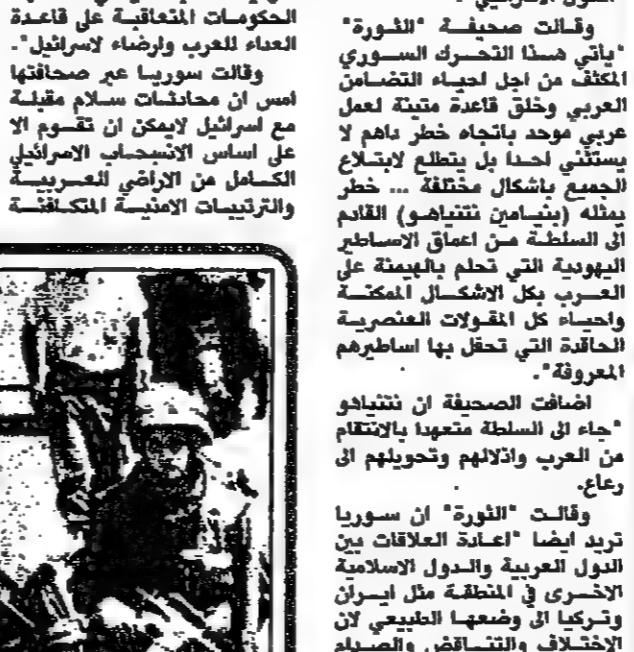 وقالت صحيفة "الثورة"
"يأتي هذا التحرك السوري
المكثف من اجل احياء التضامن
العربي وخلق قاعدة متينة لعمل
عربي موحد باتجاه خطر داهم لا
يستثني احدا بل يتطلع لابتلاع
الجميع باشكال مختلفة ... خطر
يمثله (بنيامين نتنياهو) القادم
الى السلطة من اعماق الاساطير
اليهودية التي تحلم بالهيمنة على
العرب بكل الاشكال الممكنة
واحياء كل المقولات العنصرية
الحاقدة التي تحفل بها اساطيرهم
المعروفة".
اضافت الصحيفة ان نتنياهو
"جاء الى السلطة متعهدا بالانتقام
من العرب واذلالهم وتحويلهم الى
رعاع.
وقالت "الثورة" ان سوريا
تريد ايضا "اعادة العلاقات بين
الدول العربية والدول الاسلامية
الاخرى في المنطقة مثل ايران
وتركيا الى وضعها الطبيعي لان
الاختلاف والتناقض والصدام
الحكومات المتعاقبة على قاعدة
العداء للعرب وارضاء لاسرائيل".
وقالت سوريا عبر صحافتها
امس ان محادثات سلام مقبلة
مع اسرائيل لايمكن ان تقوم الا
على اساس الانسحاب الاسرائيلي
الكامل من الاراضي العربية
والترتيبات الامنية المتكافئة